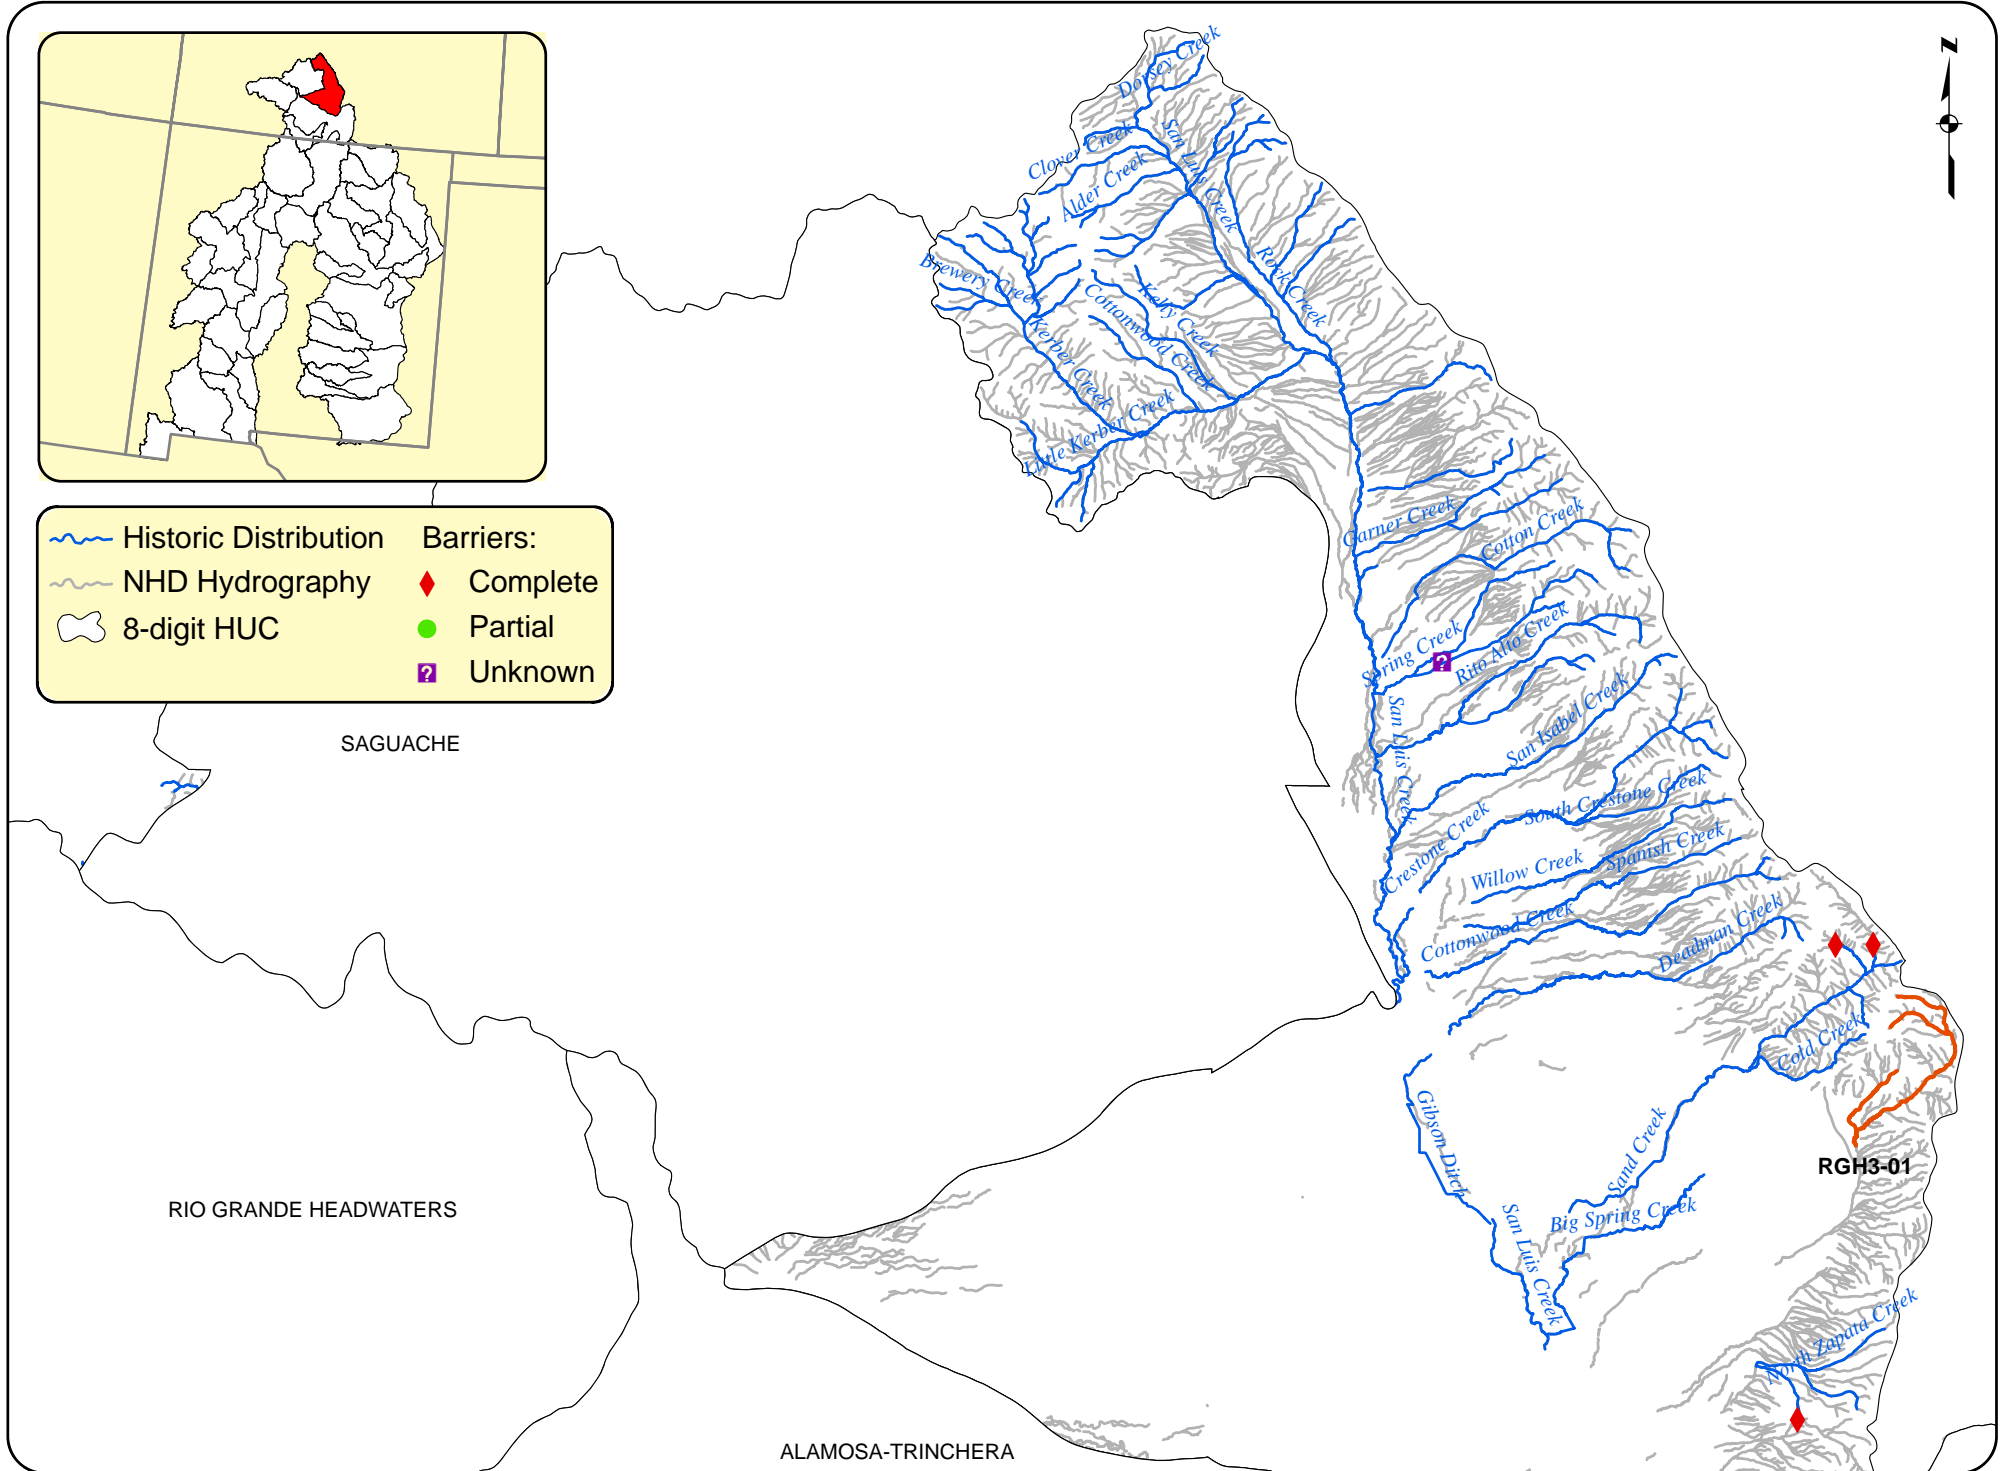 N
Historic Distribution
NHD Hydrography
8-digit HUC
Barriers:
Complete
Partial
?
Unknown
Dorsey Creek
San Luis Creek
Clover Creek
Alder Creek
Rock Creek
Brewery Creek
Kelly Creek
Cottonwood Creek
Kerber Creek
Little Kerber Creek
Garner Creek
Cotton Creek
Spring Creek
?
Rito Alto Creek
San Luis Creek
San Isabel Creek
SAGUACHE
South Crestone Creek
Crestone Creek
Willow Creek
Spanish Creek
Cottonwood Creek
Deadman Creek
Cold Creek
Gibson Ditch
Sand Creek
RGH3-01
RIO GRANDE HEADWATERS
Big Spring Creek
San Luis Creek
North Zapata Creek
ALAMOSA-TRINCHERA